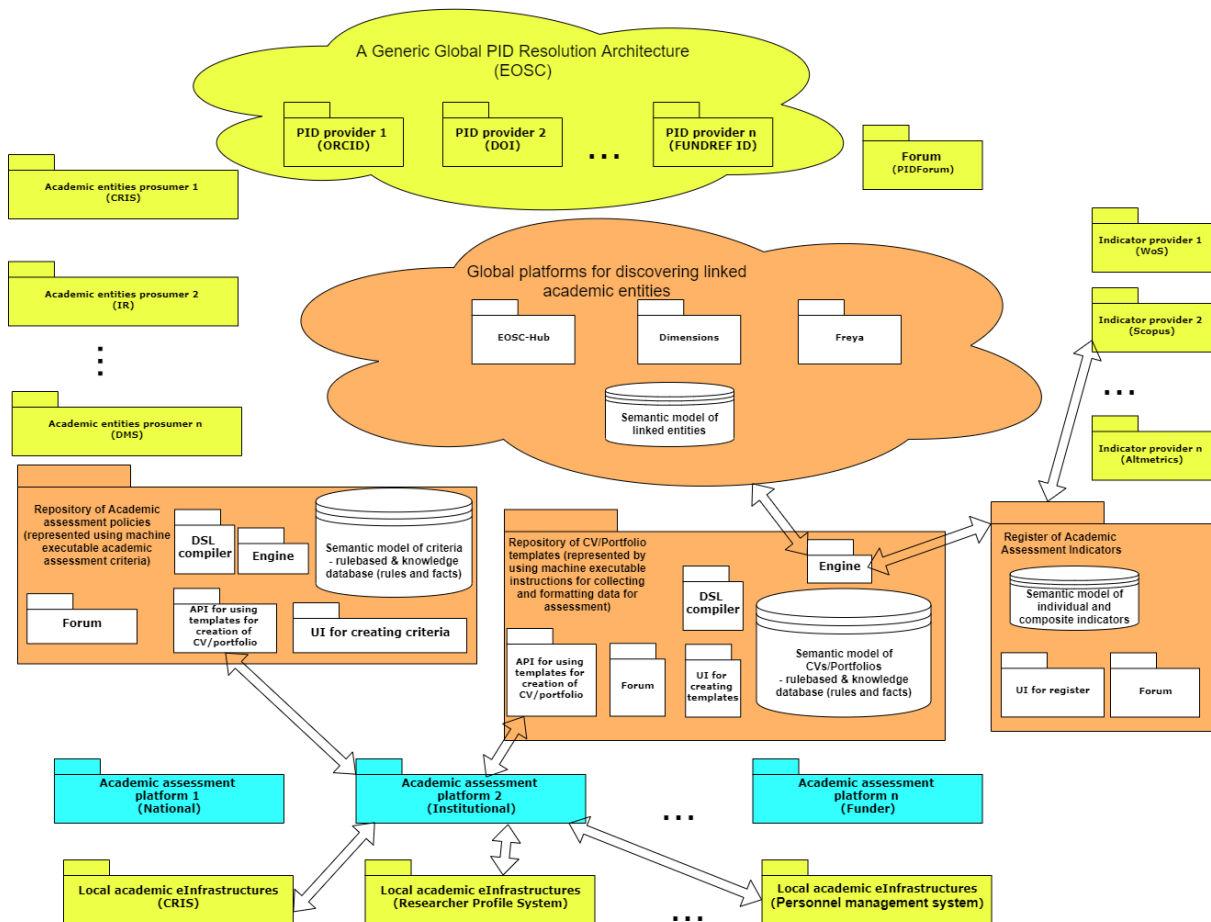 A Generic Global PID Resolution Architecture
(EOSC)
PID provider 1
(ORCID)
PID provider 2
(DOI)
...
PID provider n
(FUNDREF ID)
Forum
(PIDForum)
Academic entities prosumer 1
(CRIS)
Academic entities prosumer 2
(IR)
...
Academic entities prosumer n
(DMS)
Global platforms for discovering linked
academic entities
EOSC-Hub
Dimensions
Freya
Semantic model of
linked entities
Indicator provider 1
(WoS)
Indicator provider 2
(Scopus)
...
Indicator provider n
(Altmetrics)
Repository of Academic
assessment policies
(represented using machine
executable academic
assessment criteria)
DSL
compiler
Engine
Semantic model of criteria
- rulebased & knowledge
database (rules and facts)
Forum
API for using
templates for
creation of
CV/portfolio
UI for creating criteria
Repository of CV/Portfolio
templates (represented by
using machine executable
instructions for collecting
and formatting data for
assessment)
Engine
DSL
compiler
Semantic model of
CVs/Portfolios
- rulebased & knowledge
database (rules and facts)
API for using
templates for
creation of
CV/portfolio
Forum
UI for
creating
templates
Register of Academic
Assessment Indicators
Semantic model of
individual and
composite indicators
UI for register
Forum
Academic assessment
platform 1
(National)
Academic assessment
platform 2
(Institutional)
...
Academic assessment
platform n
(Funder)
Local academic eInfrastructures
(CRIS)
Local academic eInfrastructures
(Researcher Profile System)
...
Local academic eInfrastructures
(Personnel management system)